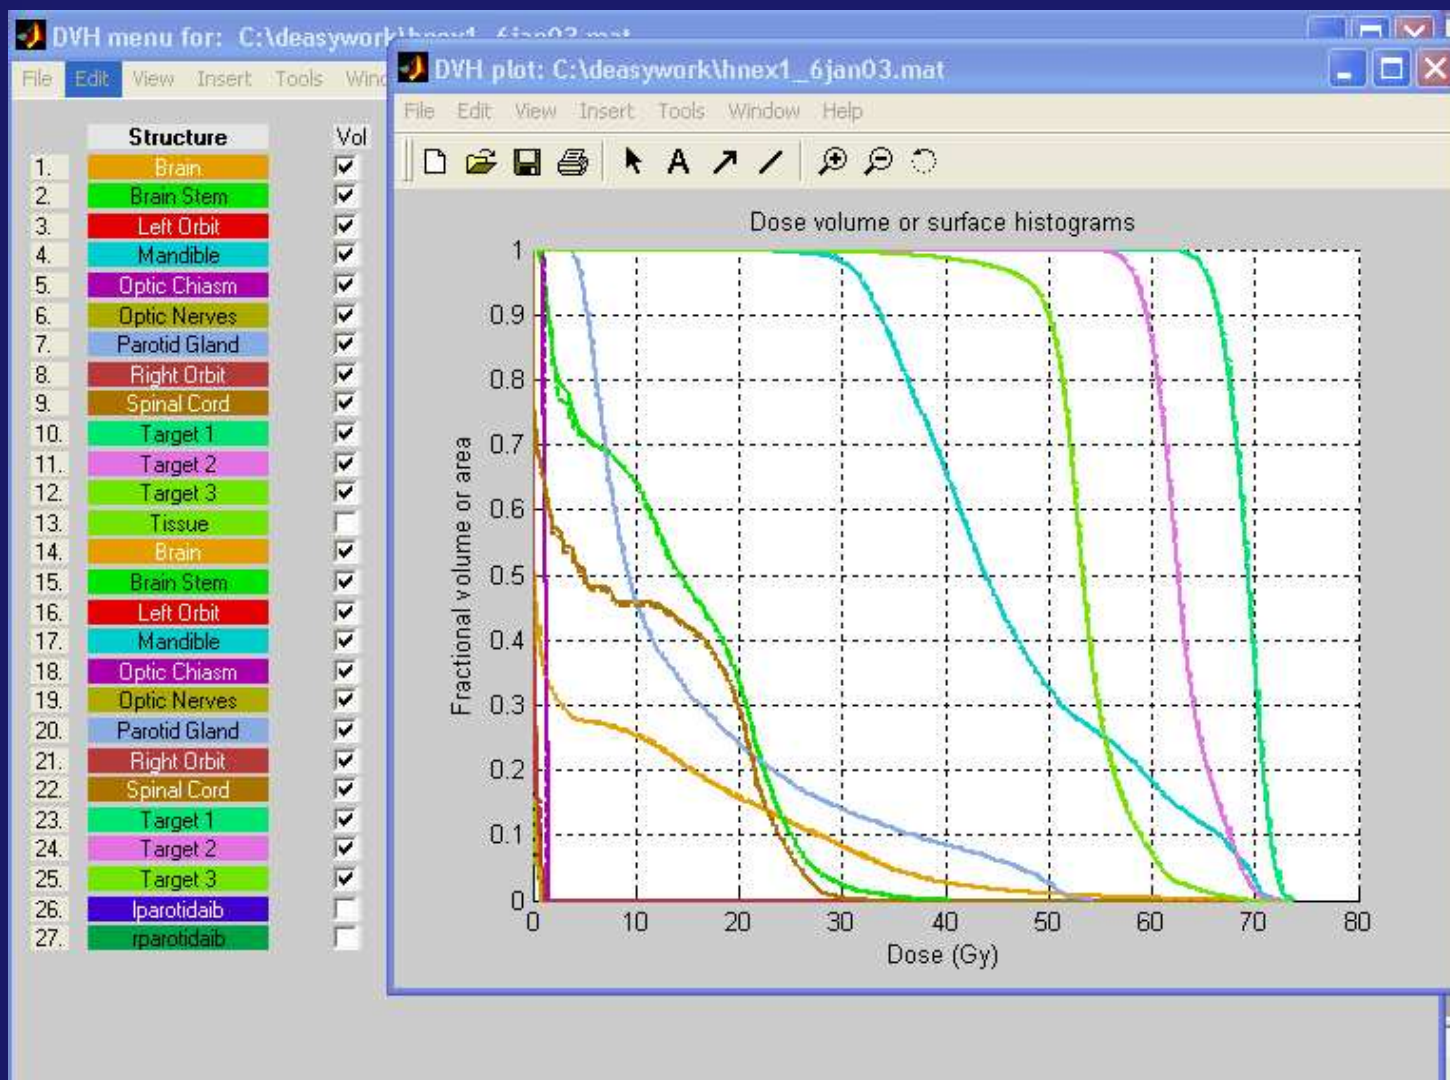 DVH menu for: C:\deasywork\hnex1_6jan03.mat
File Edit View Insert Tools
Structure Vol
1. Brain
2. Brain Stem
3. Left Orbit
4. Mandible
5. Optic Chiasm
6. Optic Nerves
7. Parotid Gland
8. Right Orbit
9. Spinal Cord
10. Target 1
11. Target 2
12. Target 3
13. Tissue
14. Brain
15. Brain Stem
16. Left Orbit
17. Mandible
18. Optic Chiasm
19. Optic Nerves
20. Parotid Gland
21. Right Orbit
22. Spinal Cord
23. Target 1
24. Target 2
25. Target 3
26. lparotidaib
27. rparotidaib
DVH plot: C:\deasywork\hnex1_6jan03.mat
File Edit View Insert Tools Window Help
A
Dose volume or surface histograms
Fractional volume or area
1
0.9
0.8
0.7
0.6
0.5
0.4
0.3
0.2
0.1
0
0 10 20 30 40 50 60 70 80
Dose (Gy)